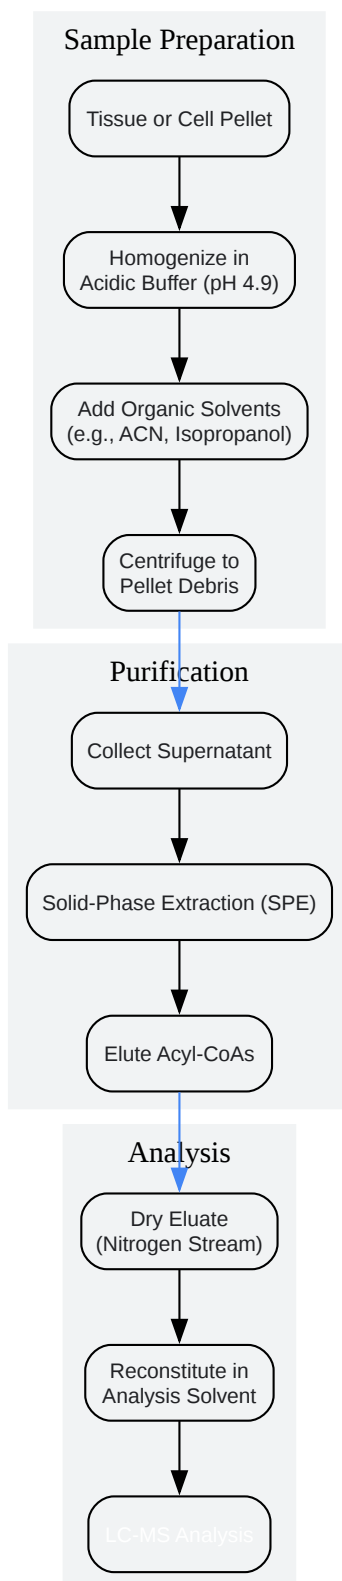 Sample Preparation
Tissue or Cell Pellet
Homogenize in
Acidic Buffer (pH 4.9)
Add Organic Solvents
(e.g., ACN, Isopropanol)
Centrifuge to
Pellet Debris
Purification
Collect Supernatant
Solid-Phase Extraction (SPE)
Elute Acyl-CoAs
Analysis
Dry Eluate
(Nitrogen Stream)
Reconstitute in
Analysis Solvent
LC-MS Analysis